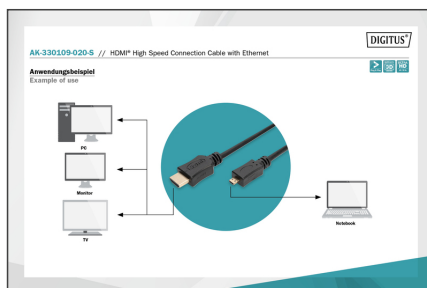 DIGITUS®
AK-330109-020-S // HDMI® High Speed Connection Cable with Ethernet
Anwendungsbeispiel
Example of use
PC
Monitor
TV
Notebook